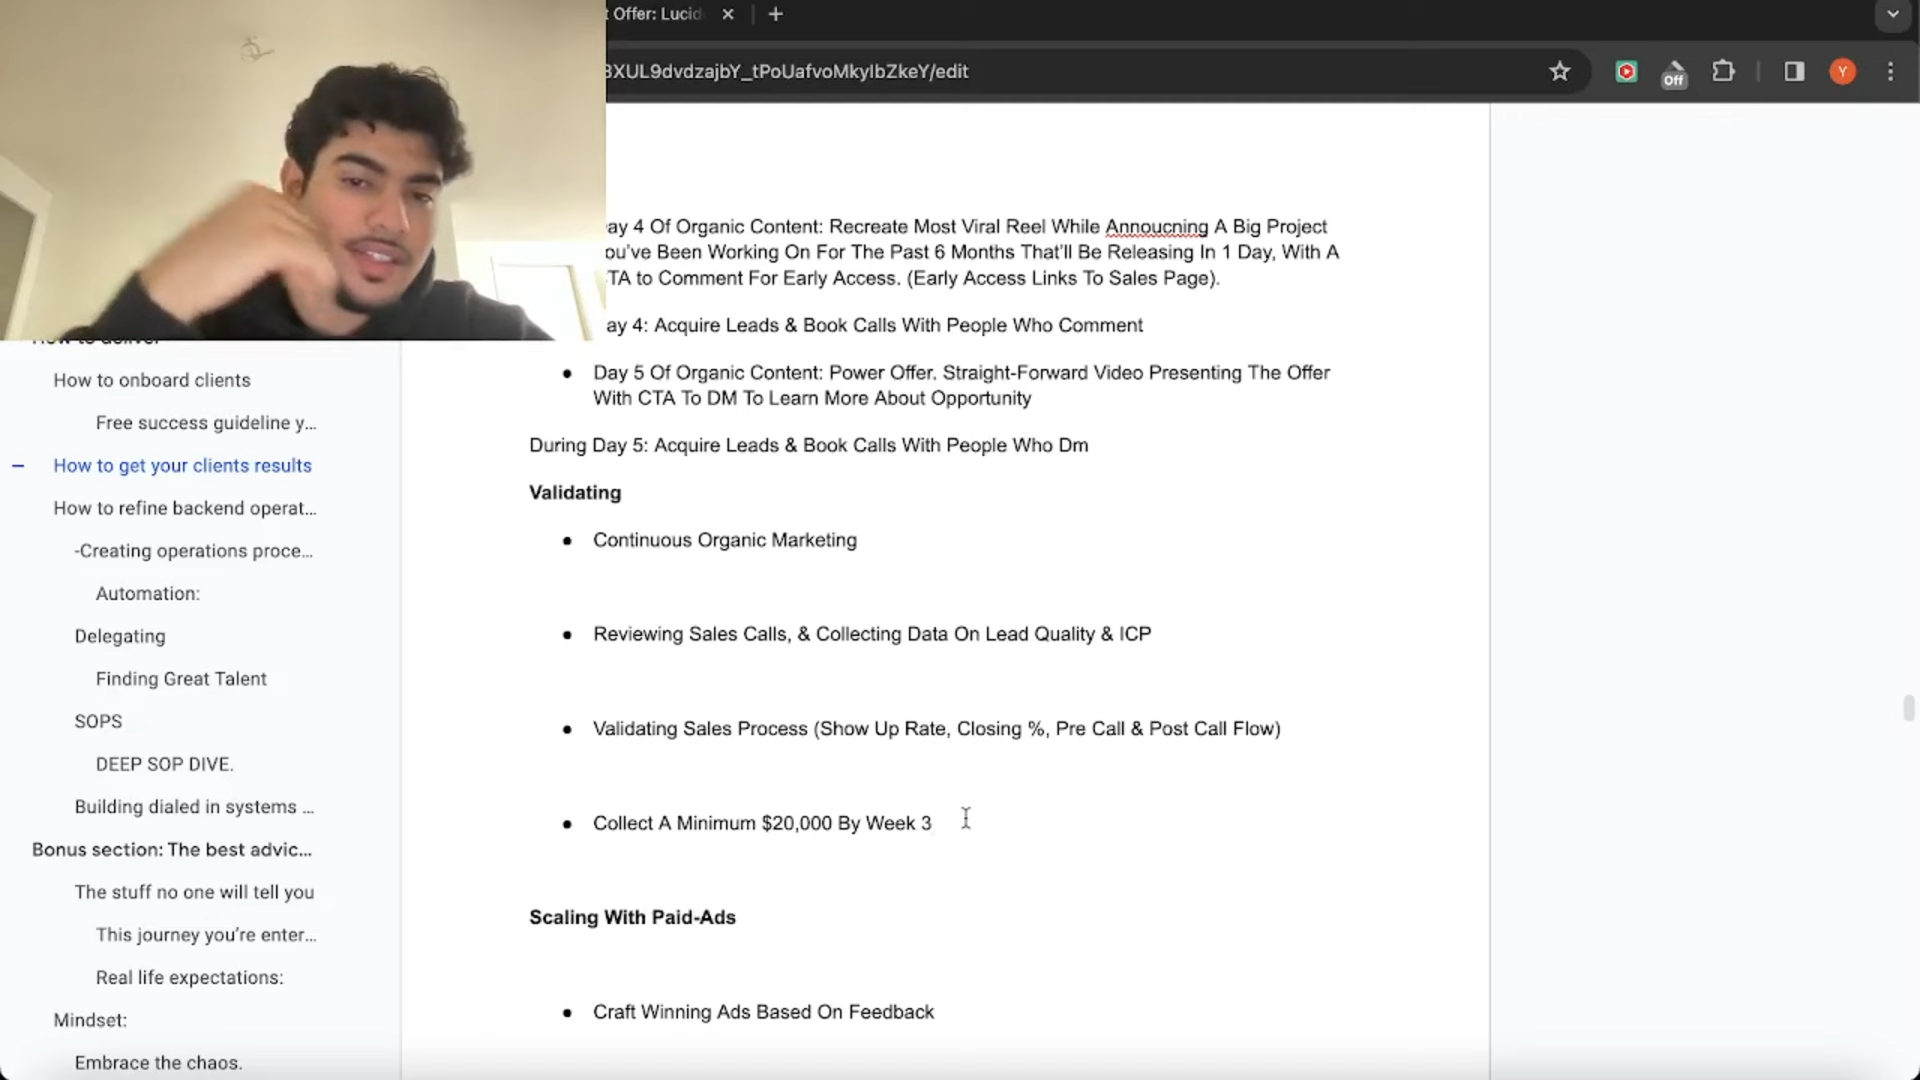 t Offer: Lucid
3XUL9dvdzajbY_tPoUafvoMkyIbZkeY/edit
Off
Y
ay 4 Of Organic Content: Recreate Most Viral Reel While Annoucning A Big Project
ou've Been Working On For The Past 6 Months That'll Be Releasing In 1 Day, With A
TA to Comment For Early Access. (Early Access Links To Sales Page).
ay 4: Acquire Leads & Book Calls With People Who Comment
• Day 5 Of Organic Content: Power Offer. Straight-Forward Video Presenting The Offer
With CTA To DM To Learn More About Opportunity
During Day 5: Acquire Leads & Book Calls With People Who Dm
Validating
• Continuous Organic Marketing
• Reviewing Sales Calls, & Collecting Data On Lead Quality & ICP
• Validating Sales Process (Show Up Rate, Closing %, Pre Call & Post Call Flow)
• Collect A Minimum $20,000 By Week 3
Scaling With Paid-Ads
• Craft Winning Ads Based On Feedback
How to deliver
How to onboard clients
Free success guideline y...
How to get your clients results
How to refine backend operat...
-Creating operations proce...
Automation:
Delegating
Finding Great Talent
SOPS
DEEP SOP DIVE.
Building dialed in systems ...
Bonus section: The best advic...
The stuff no one will tell you
This journey you're enter...
Real life expectations:
Mindset:
Embrace the chaos.